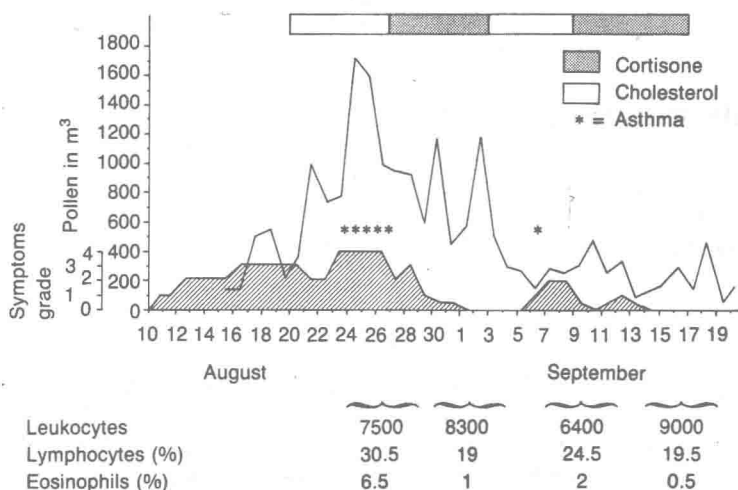 1800
1600
1400
1200
1000
800
600
400
200
0
Pollen in m³
4
3
2
1
0
Symptoms
grade
Cortisone
Cholesterol
* = Asthma
*****
*
10 12 14 16 18 20 22 24 26 28 30 1 3 5 7 9 11 13 15 17 19
August September
Leukocytes 7500 8300 6400 9000
Lymphocytes (%) 30.5 19 24.5 19.5
Eosinophils (%) 6.5 1 2 0.5